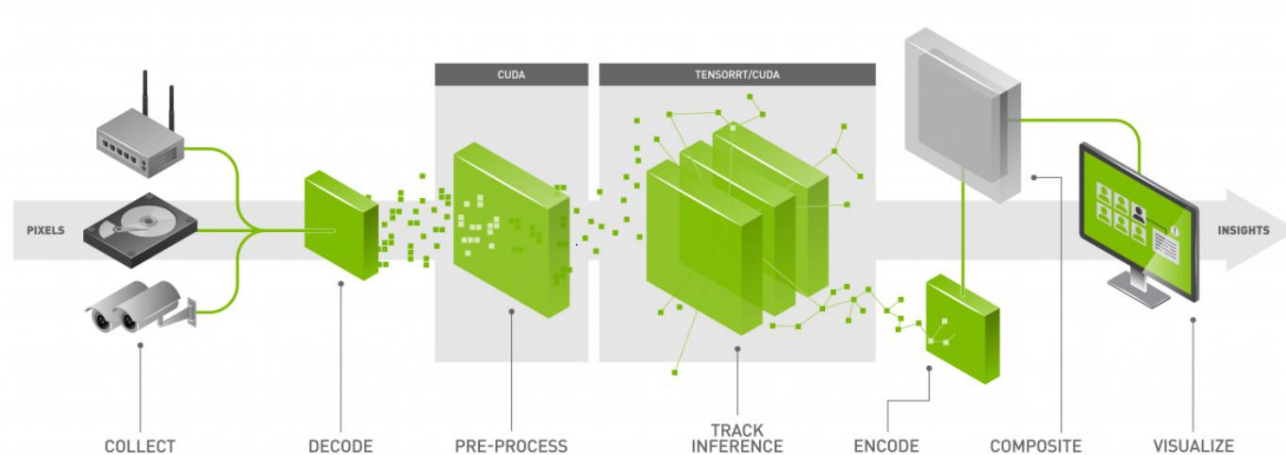 CUDA
TENSORRT/CUDA
PIXELS
INSIGHTS
COLLECT
DECODE
PRE-PROCESS
TRACK
INFERENCE
ENCODE
COMPOSITE
VISUALIZE